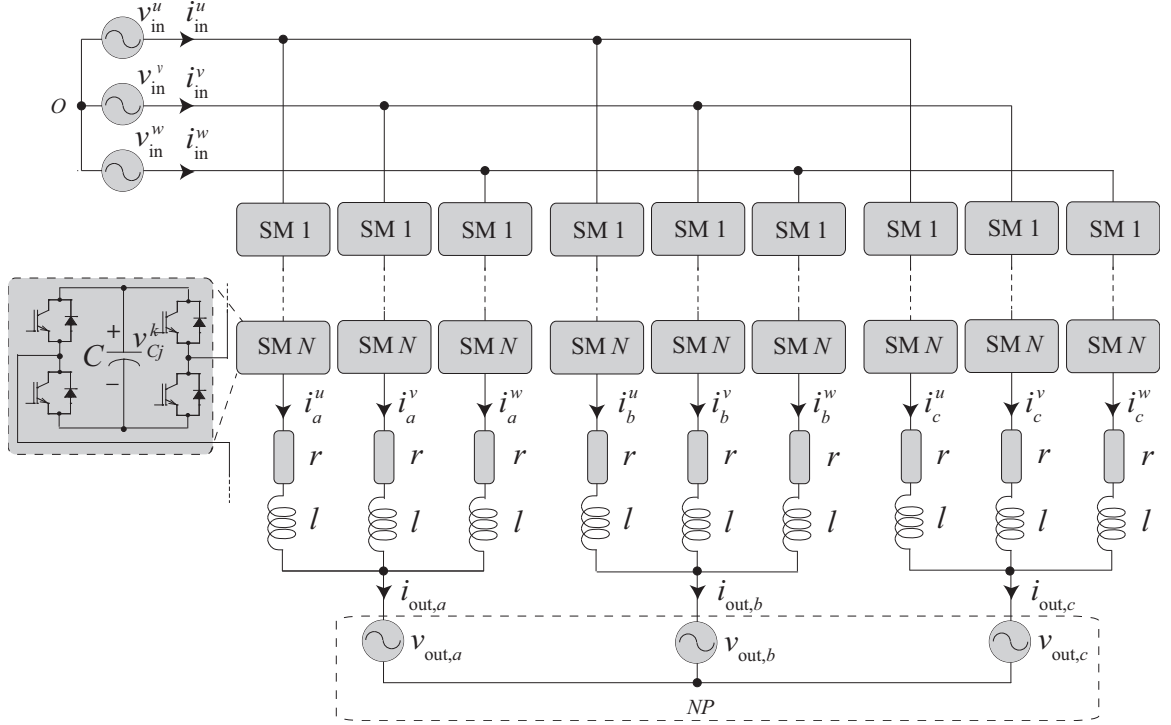 v_in^u i_in^u
v_in^v i_in^v
O
v_in^w i_in^w
SM 1 SM 1 SM 1 SM 1 SM 1 SM 1 SM 1 SM 1 SM 1
C + v_Cj^k −
SM N SM N SM N SM N SM N SM N SM N SM N SM N
i_a^u i_a^v i_a^w i_b^u i_b^v i_b^w i_c^u i_c^v i_c^w
r r r r r r r r r
l l l l l l l l l
i_out,a i_out,b i_out,c
v_out,a v_out,b v_out,c
NP